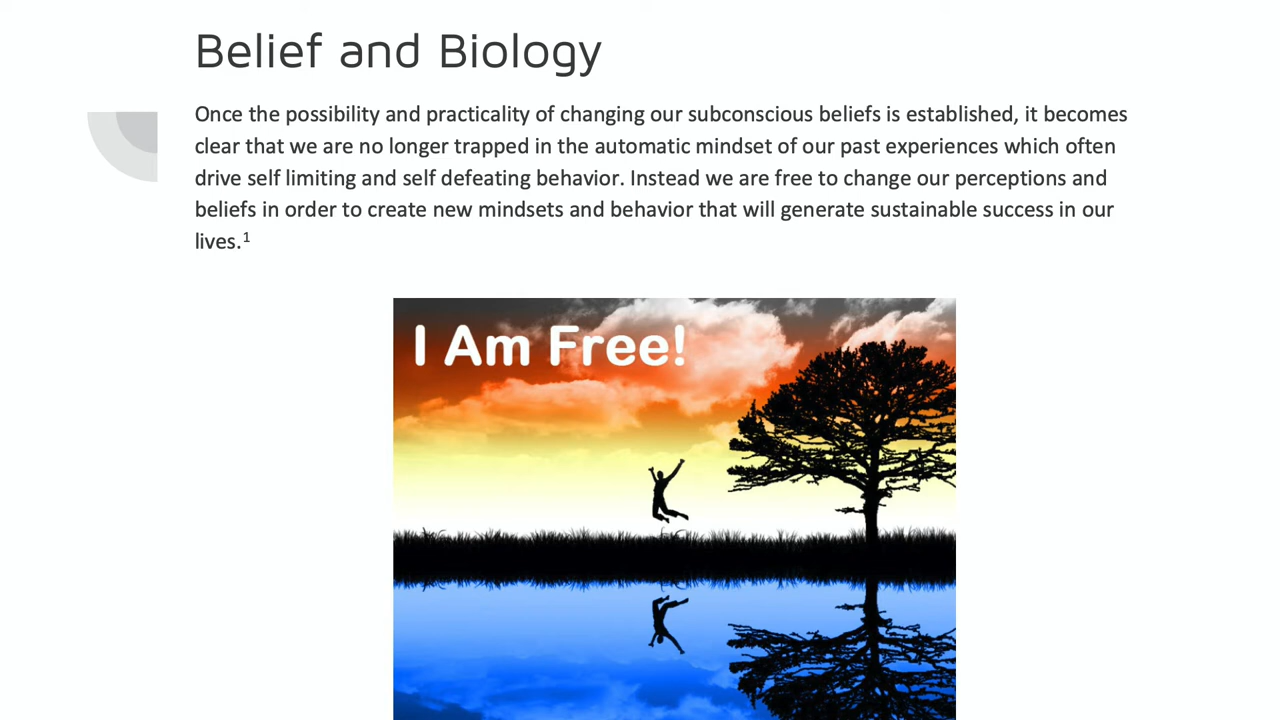 Belief and Biology
Once the possibility and practicality of changing our subconscious beliefs is established, it becomes
clear that we are no longer trapped in the automatic mindset of our past experiences which often
drive self limiting and self defeating behavior. Instead we are free to change our perceptions and
beliefs in order to create new mindsets and behavior that will generate sustainable success in our
lives.¹
I Am Free!